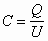 C = Q/U